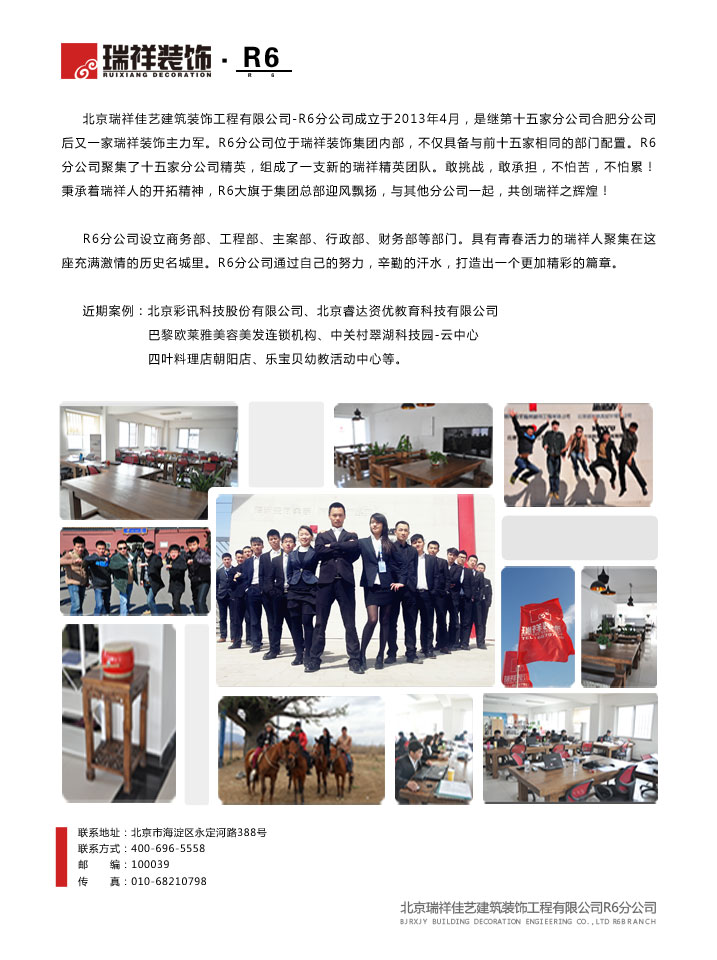 瑞祥装饰 · R6
RUIXIANG DECORATION R 6
北京瑞祥佳艺建筑装饰工程有限公司-R6分公司成立于2013年4月，是继第十五家分公司合肥分公司
后又一家瑞祥装饰主力军。R6分公司位于瑞祥装饰集团内部，不仅具备与前十五家相同的部门配置。R6
分公司聚集了十五家分公司精英，组成了一支新的瑞祥精英团队。敢挑战，敢承担，不怕苦，不怕累！
秉承着瑞祥人的开拓精神，R6大旗于集团总部迎风飘扬，与其他分公司一起，共创瑞祥之辉煌！
R6分公司设立商务部、工程部、主案部、行政部、财务部等部门。具有青春活力的瑞祥人聚集在这
座充满激情的历史名城里。R6分公司通过自己的努力，辛勤的汗水，打造出一个更加精彩的篇章。
近期案例：北京彩讯科技股份有限公司、北京睿达资优教育科技有限公司
巴黎欧莱雅美容美发连锁机构、中关村翠湖科技园-云中心
四叶料理店朝阳店、乐宝贝幼教活动中心等。
瑞祥装饰
联系地址：北京市海淀区永定河路388号
联系方式：400-696-5558
邮 编：100039
传 真：010-68210798
北京瑞祥佳艺建筑装饰工程有限公司R6分公司
BJRXJY BUILDING DECORATION ENGIEERING CO.,LTD R6BRANCH